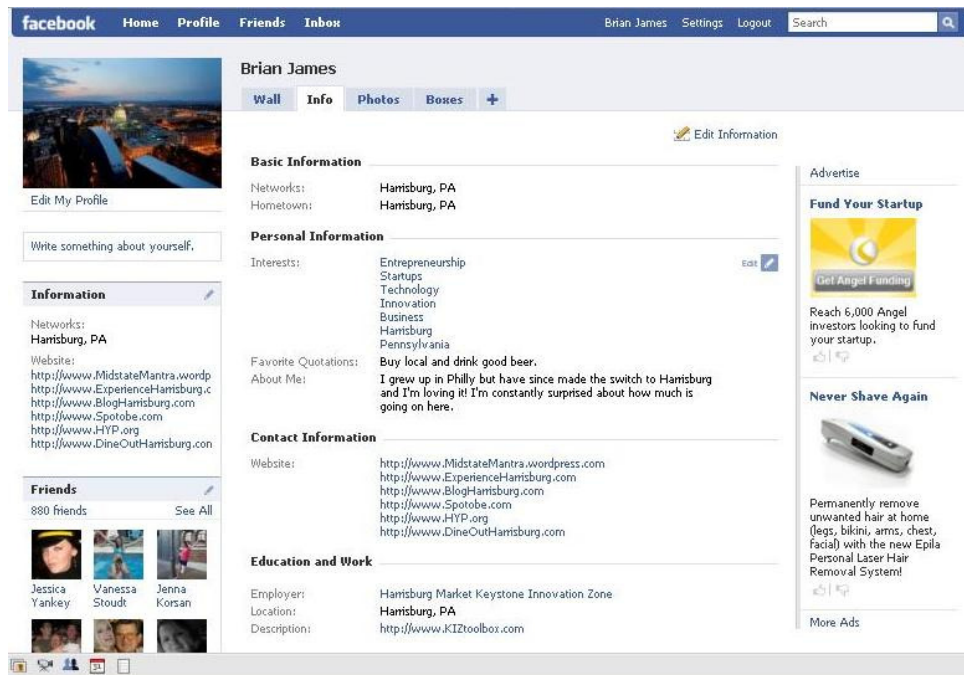 facebook Home Profile Friends Inbox Brian James Settings Logout Search
Brian James
Wall Info Photos Boxes +
Edit Information
Edit My Profile
Write something about yourself.
Information
Networks:
Harrisburg, PA
Website:
http://www.MidstateMantra.wordp
http://www.ExperienceHarrisburg.c
http://www.BlogHarrisburg.com
http://www.Spotobe.com
http://www.HYP.org
http://www.DineOutHarrisburg.con
Friends
880 friends See All
Jessica Yankey
Vanessa Stoudt
Jenna Korsan
Basic Information
Networks: Harrisburg, PA
Hometown: Harrisburg, PA
Personal Information
Interests: Entrepreneurship Edit
Startups
Technology
Innovation
Business
Harrisburg
Pennsylvania
Favorite Quotations: Buy local and drink good beer.
About Me: I grew up in Philly but have since made the switch to Harrisburg
and I'm loving it! I'm constantly surprised about how much is
going on here.
Contact Information
Website: http://www.MidstateMantra.wordpress.com
http://www.ExperienceHarrisburg.com
http://www.BlogHarrisburg.com
http://www.Spotobe.com
http://www.HYP.org
http://www.DineOutHarrisburg.com
Education and Work
Employer: Harrisburg Market Keystone Innovation Zone
Location: Harrisburg, PA
Description: http://www.KIZtoolbox.com
Advertise
Fund Your Startup
Get Angel Funding
Reach 6,000 Angel
investors looking to fund
your startup.
Never Shave Again
Permanently remove
unwanted hair at home
(legs, bikini, arms, chest,
facial) with the new Epila
Personal Laser Hair
Removal System!
More Ads
31